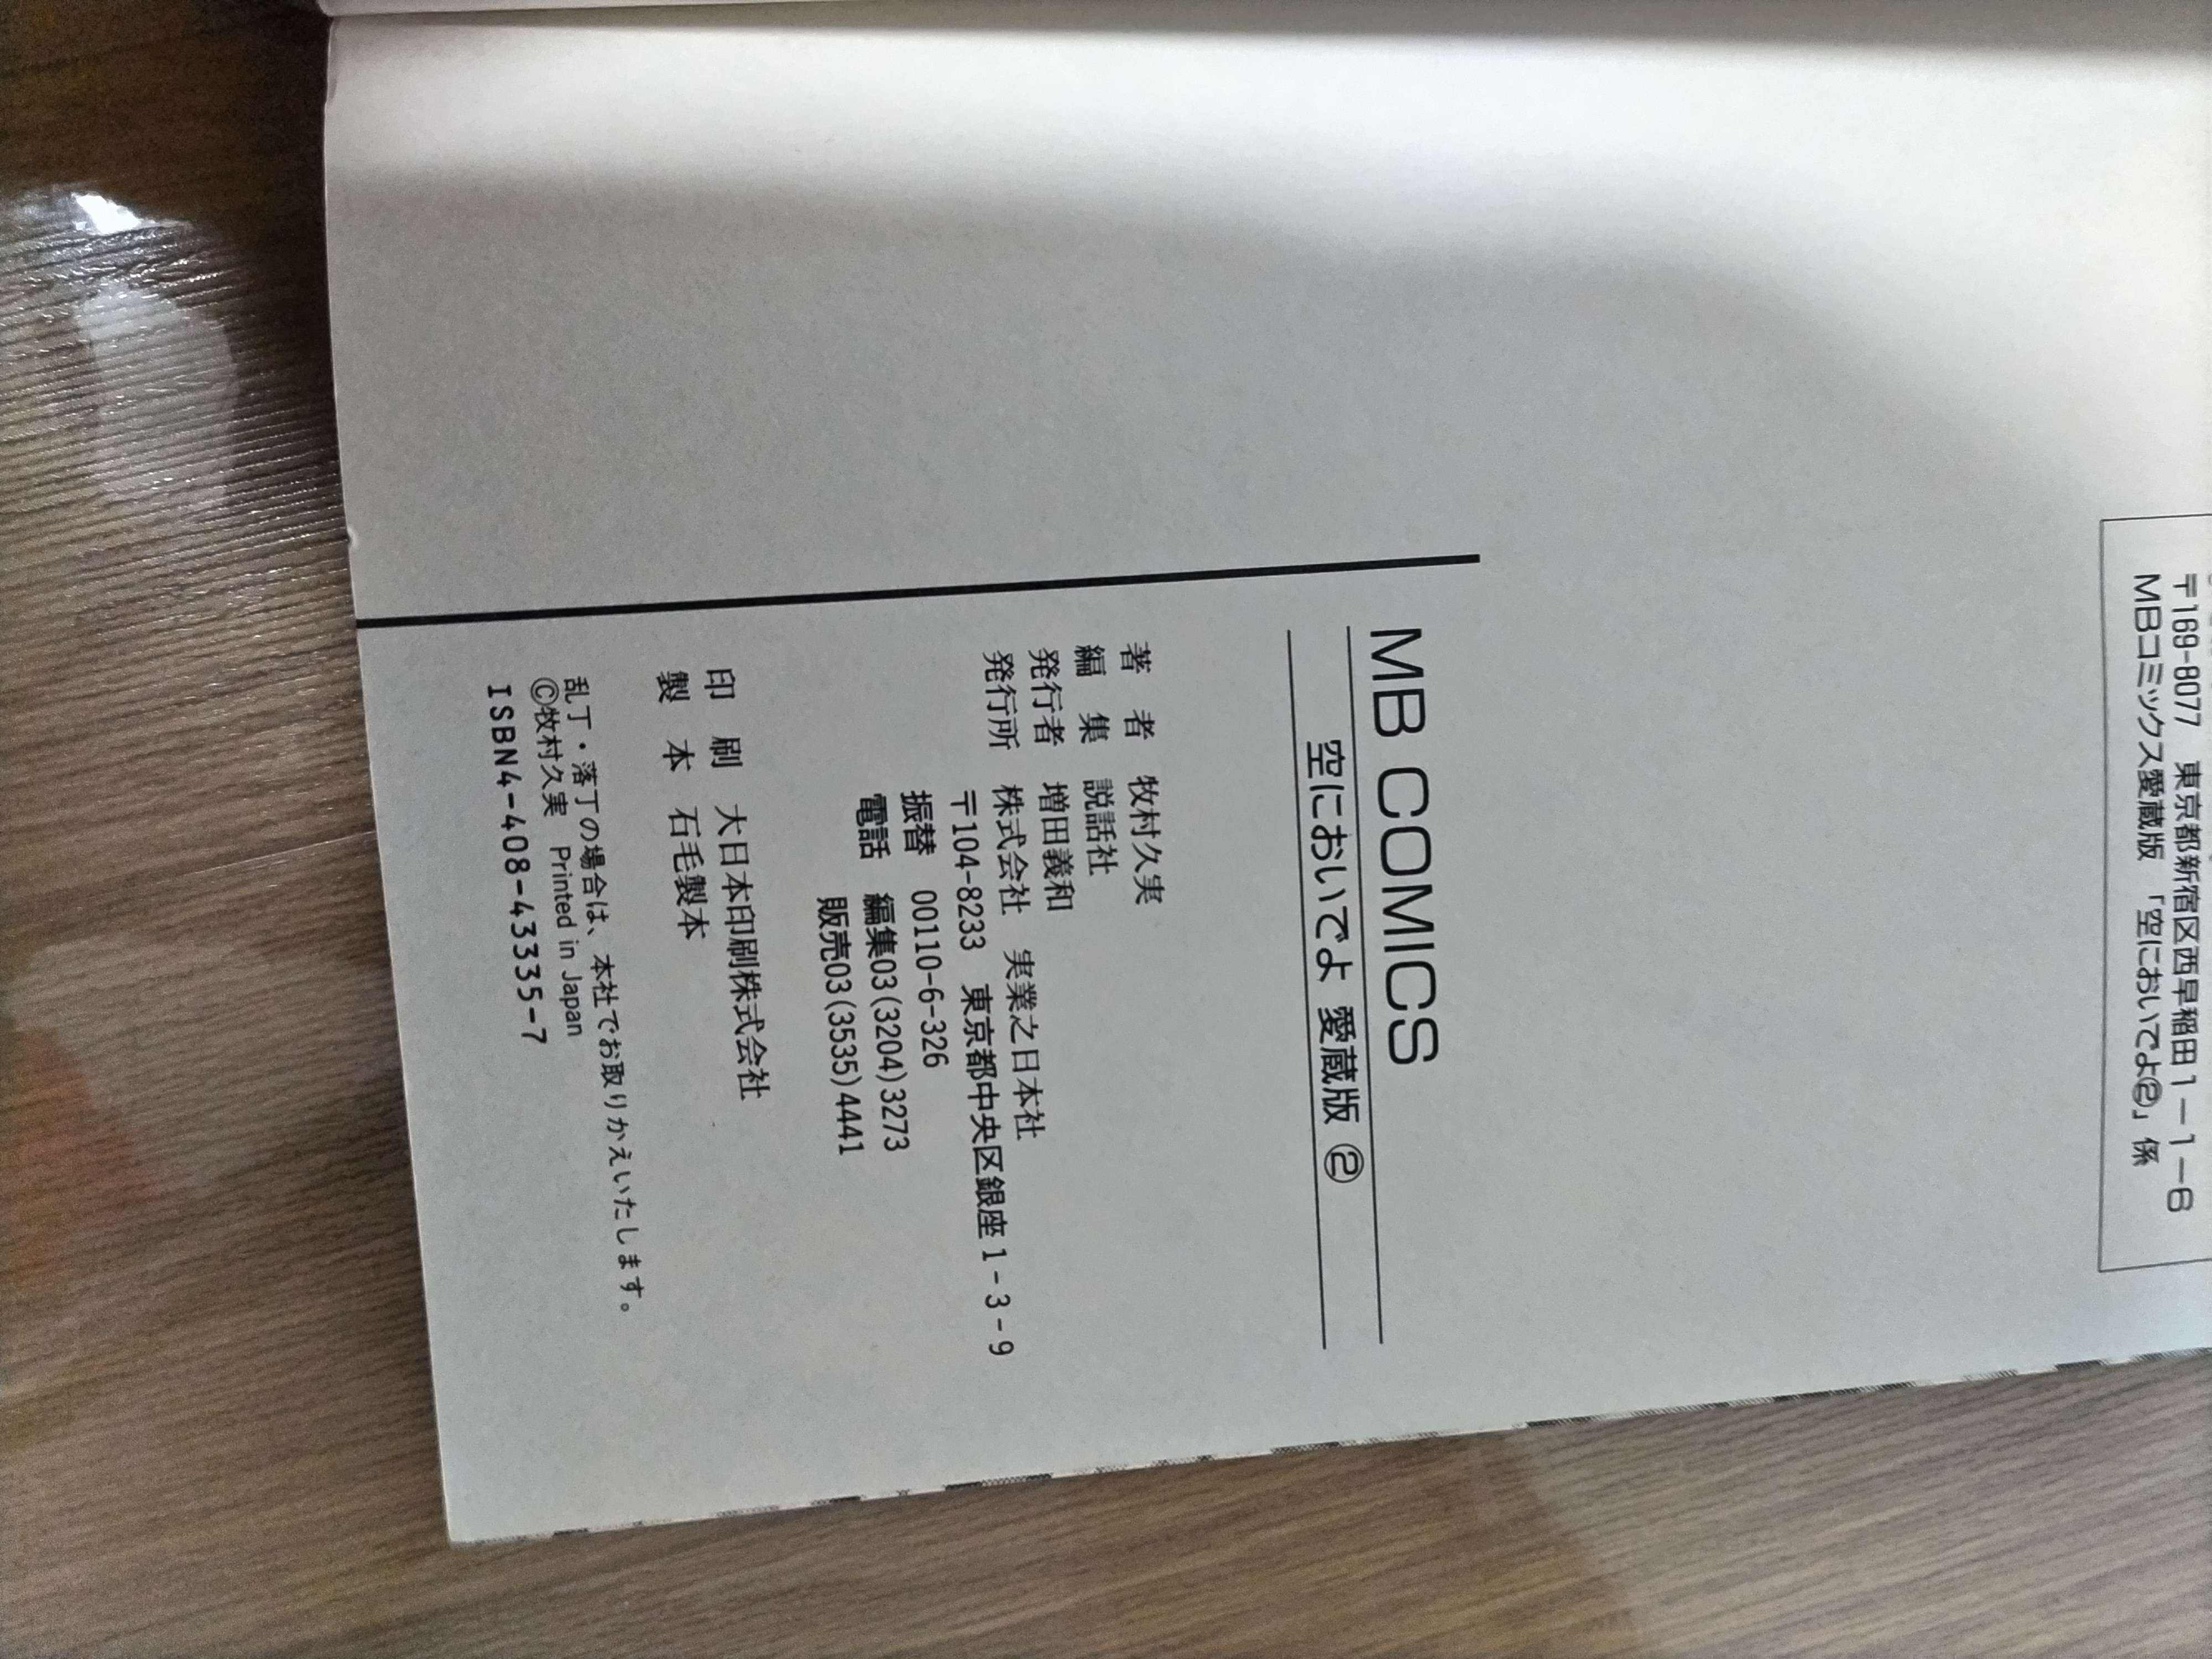 〒169-8077 東京都新宿区西早稲田1-1-6
MBコミックス愛蔵版 「空においでよ②」係
MB COMICS
空においでよ 愛蔵版 ②
著 者 牧村久実
編 集 説話社
発行者 増田義和
発行所 株式会社 実業之日本社
〒104-8233 東京都中央区銀座1-3-9
振替 00110-6-326
電話 編集03(3204)3273
販売03(3535)4441
印 刷 大日本印刷株式会社
製 本 石毛製本
乱丁・落丁の場合は、本社でお取りかえいたします。
©牧村久実 Printed in Japan
ISBN4-408-43335-7